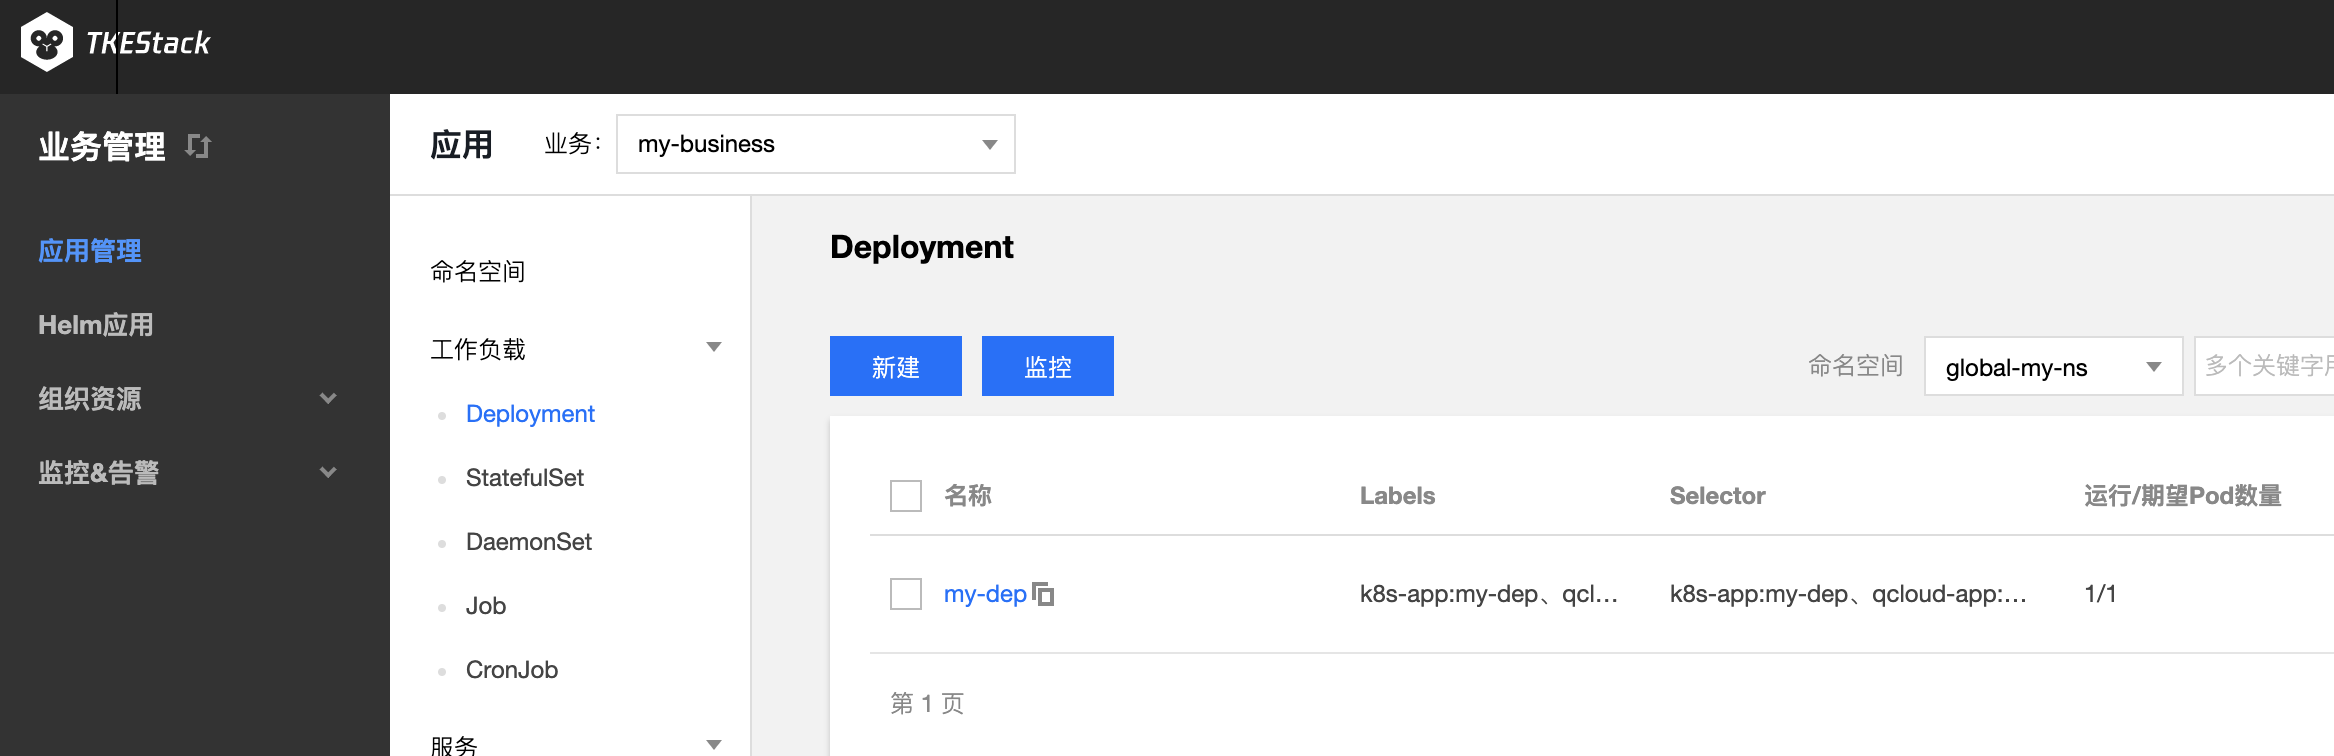 TKEStack
业务管理
应用管理
Helm应用
组织资源
监控&告警
应用 业务: my-business
命名空间
工作负载
Deployment
StatefulSet
DaemonSet
Job
CronJob
服务
Deployment
新建 监控 命名空间 global-my-ns 多个关键字用
名称 Labels Selector 运行/期望Pod数量
my-dep k8s-app:my-dep、qcl... k8s-app:my-dep、qcloud-app:... 1/1
第 1 页